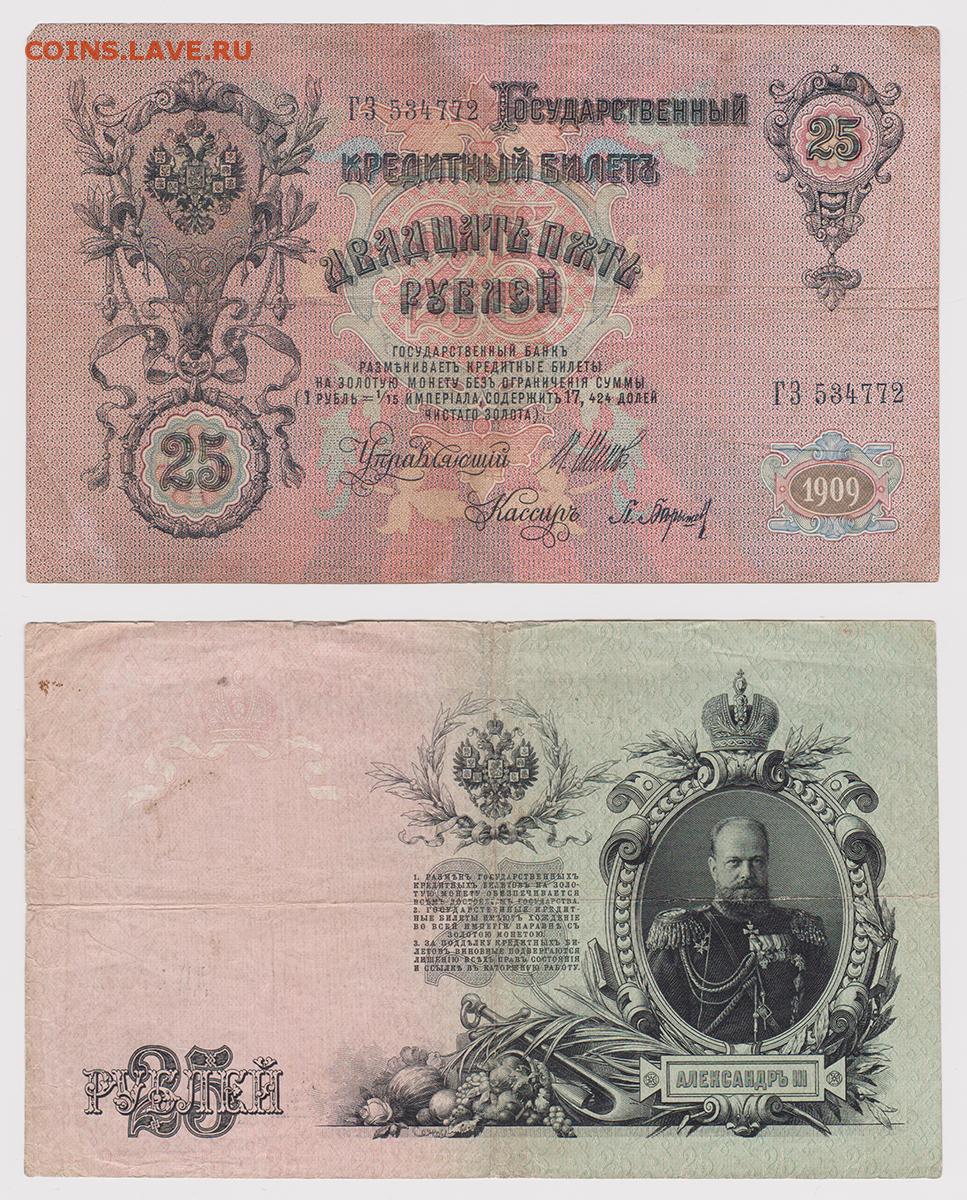 COINS.LAVE.RU
ГЗ 534772 Государственный
25
Кредитный Билетъ
Двадцать пять
рублей
ГОСУДАРСТВЕННЫЙ БАНКЪ
РАЗМѢНИВАЕТЪ КРЕДИТНЫЕ БИЛЕТЫ
НА ЗОЛОТУЮ МОНЕТУ БЕЗЪ ОГРАНИЧЕНІЯ СУММЫ
(1 РУБЛЬ = 1/15 ИМПЕРІАЛА, СОДЕРЖИТЪ 17,424 ДОЛЕЙ
ЧИСТАГО ЗОЛОТА).
ГЗ 534772
25
Управляющій
1909
Кассиръ
1. РАЗМѢНЪ ГОСУДАРСТВЕННЫХЪ
КРЕДИТНЫХЪ БИЛЕТОВЪ НА ЗОЛО-
ТУЮ МОНЕТУ ОБЕЗПЕЧИВАЕТСЯ
ВСѢМЪ ДОСТОЯНІЕМЪ ГОСУДАРСТВА.
2. ГОСУДАРСТВЕННЫЕ КРЕДИТ-
НЫЕ БИЛЕТЫ ИМѢЮТЪ ХОЖДЕНІЕ
ВО ВСЕЙ ИМПЕРІИ НАРАВНѢ СЪ
ЗОЛОТОЮ МОНЕТОЮ.
3. ЗА ПОДДѢЛКУ КРЕДИТНЫХЪ БИ-
ЛЕТОВЪ ВИНОВНЫЕ ПОДВЕРГАЮТСЯ
ЛИШЕНІЮ ВСѢХЪ ПРАВЪ СОСТОЯНІЯ
И ССЫЛКѢ ВЪ КАТОРЖНУЮ РАБОТУ.
25
РУБЛЕЙ
АЛЕКСАНДРЪ III